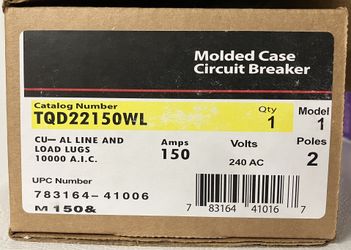 Molded Case
Circuit Breaker
Catalog Number
TQD22150WL
Qty
1
Model
1
CU— AL LINE AND
LOAD LUGS
10000 A.I.C.
Amps
150
Volts
240 AC
Poles
2
UPC Number
783164-41006
M 150&
7 83164 41016 7